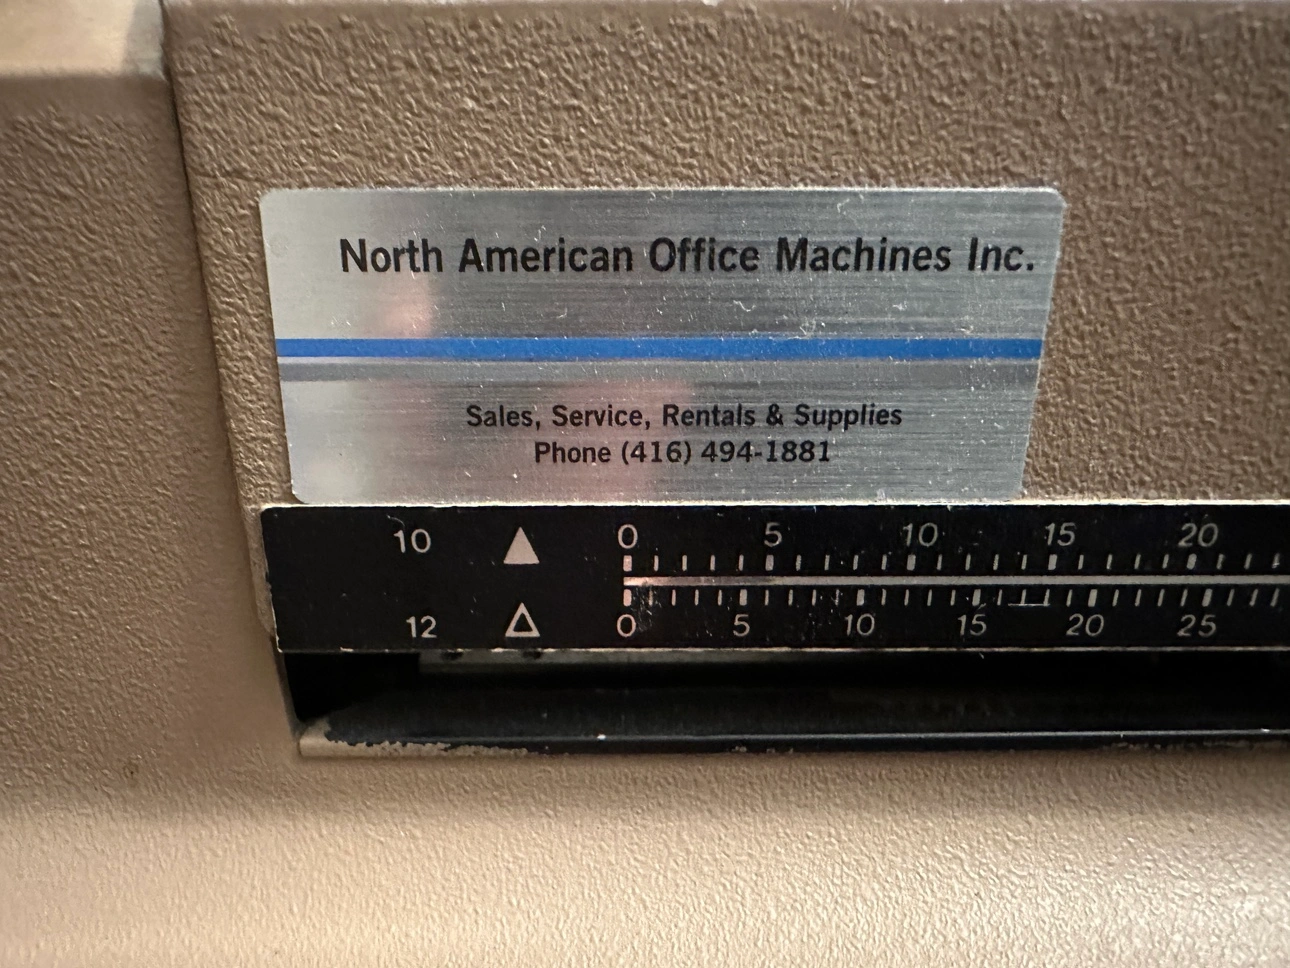 North American Office Machines Inc.
Sales, Service, Rentals & Supplies
Phone (416) 494-1881
10 0 5 10 15 20
12 0 5 10 15 20 25